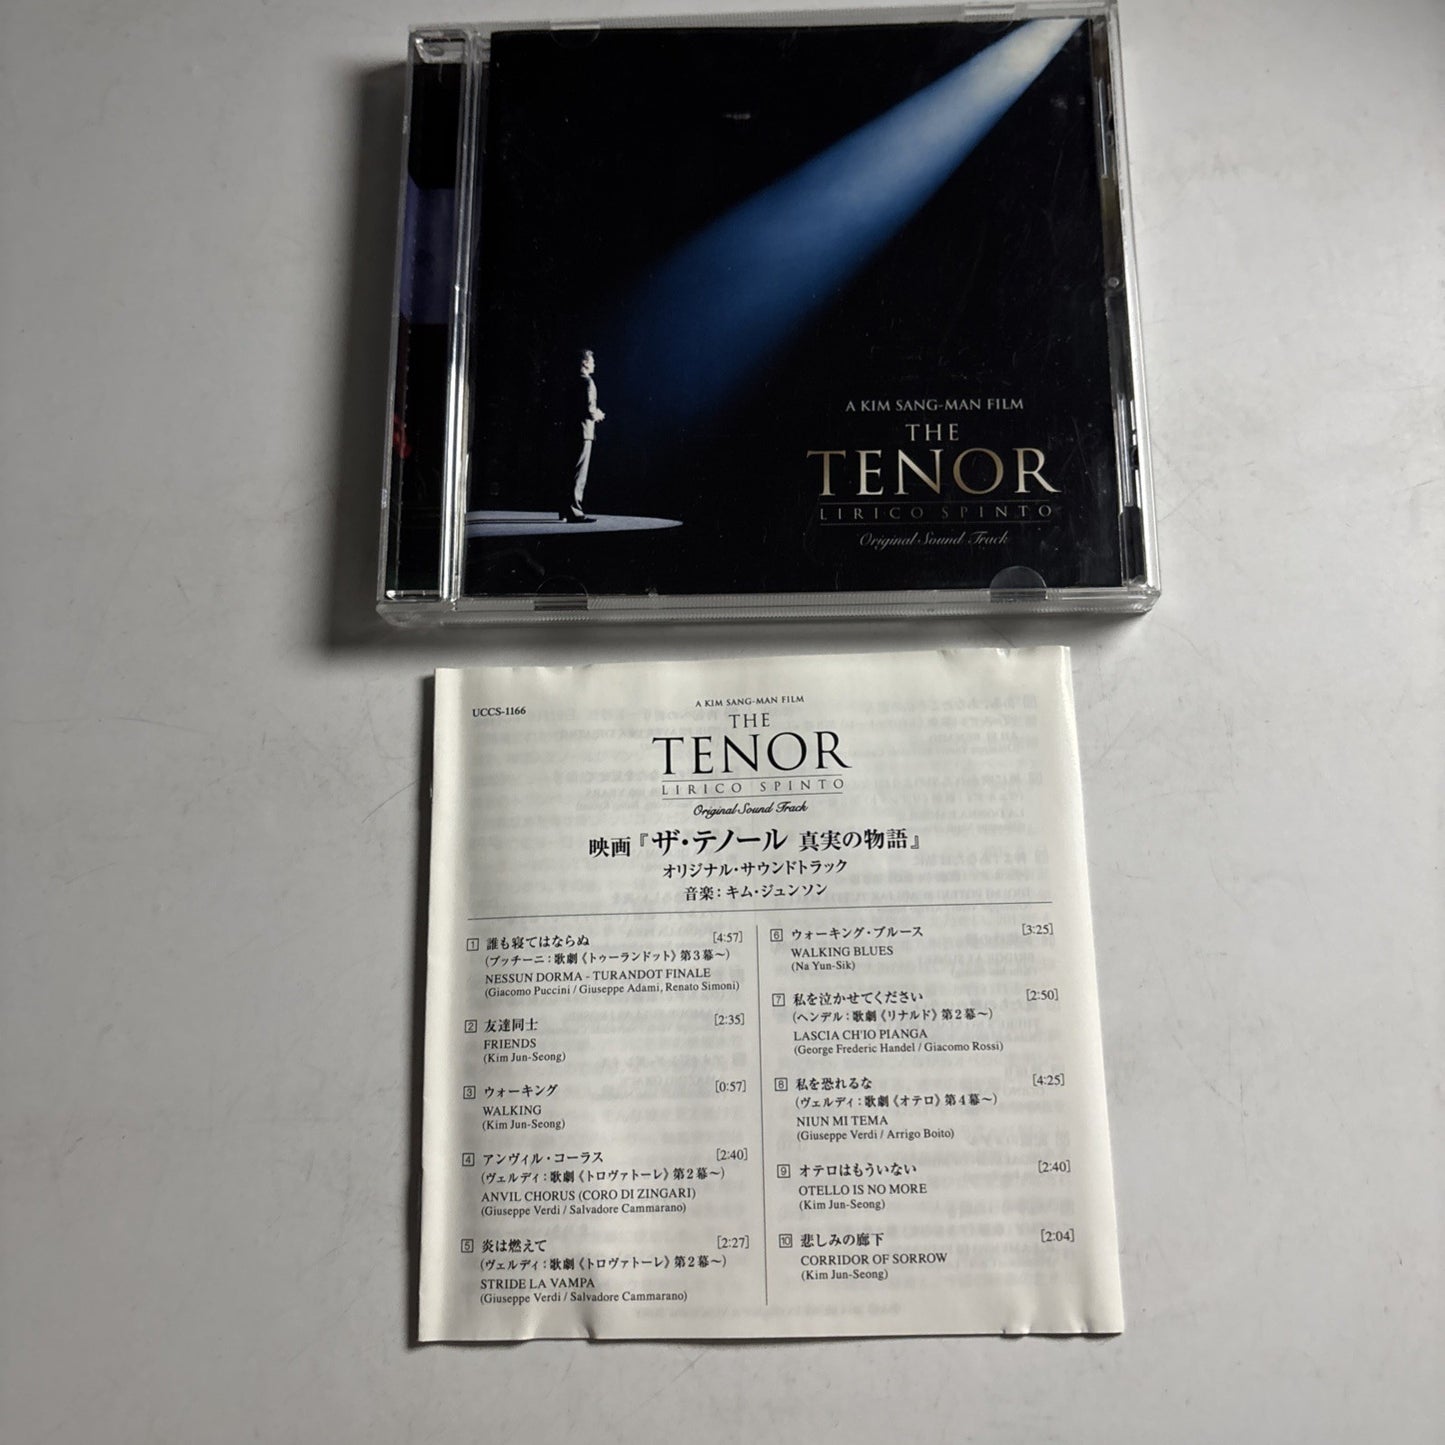 A KIM SANG-MAN FILM
THE
TENOR
LIRICO SPINTO
Original Sound Track
UCCS-1166
A KIM SANG-MAN FILM
THE
TENOR
LIRICO SPINTO
Original Sound Track
映画『ザ・テノール 真実の物語』
オリジナル・サウンドトラック
音楽：キム・ジュンソン
1 誰も寝てはならぬ [4:57]
(プッチーニ：歌劇《トゥーランドット》第3幕〜)
NESSUN DORMA - TURANDOT FINALE
(Giacomo Puccini / Giuseppe Adami, Renato Simoni)
2 友達同士 [2:35]
FRIENDS
(Kim Jun-Seong)
3 ウォーキング [0:57]
WALKING
(Kim Jun-Seong)
4 アンヴィル・コーラス [2:40]
(ヴェルディ：歌劇《トロヴァトーレ》第2幕〜)
ANVIL CHORUS (CORO DI ZINGARI)
(Giuseppe Verdi / Salvadore Cammarano)
5 炎は燃えて [2:27]
(ヴェルディ：歌劇《トロヴァトーレ》第2幕〜)
STRIDE LA VAMPA
(Giuseppe Verdi / Salvadore Cammarano)
6 ウォーキング・ブルース [3:25]
WALKING BLUES
(Na Yun-Sik)
7 私を泣かせてください [2:50]
(ヘンデル：歌劇《リナルド》第2幕〜)
LASCIA CH'IO PIANGA
(George Frederic Handel / Giacomo Rossi)
8 私を恐れるな [4:25]
(ヴェルディ：歌劇《オテロ》第4幕〜)
NIUN MI TEMA
(Giuseppe Verdi / Arrigo Boito)
9 オテロはもういない [2:40]
OTELLO IS NO MORE
(Kim Jun-Seong)
10 悲しみの廊下 [2:04]
CORRIDOR OF SORROW
(Kim Jun-Seong)